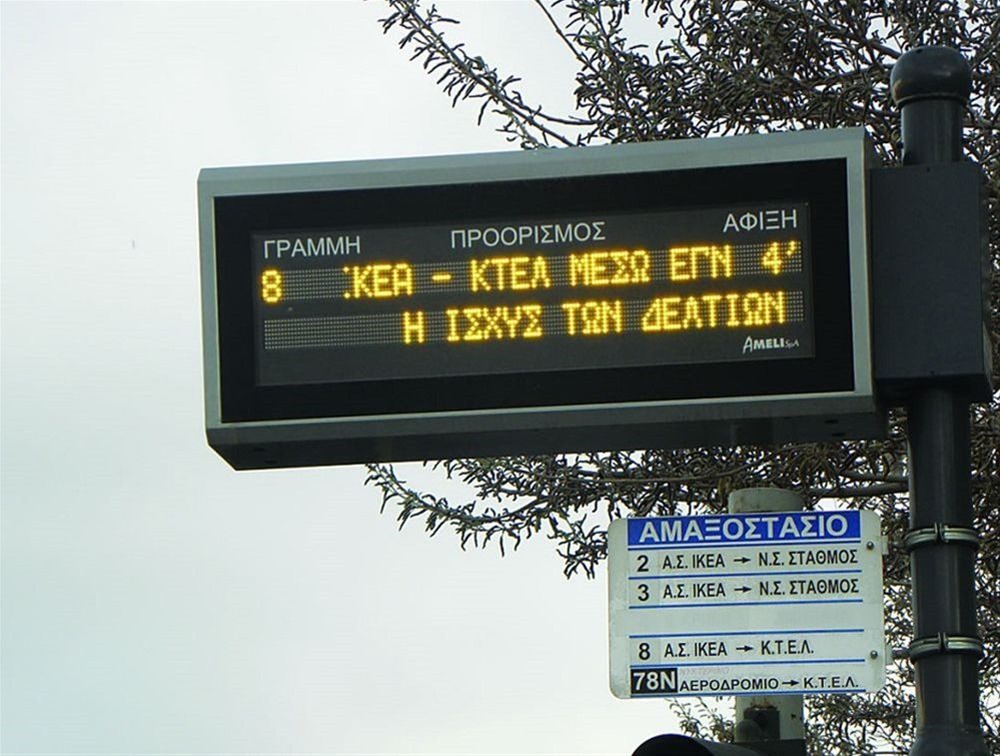 ΓΡΑΜΜΗ ΠΡΟΟΡΙΣΜΟΣ ΑΦΙΞΗ
8 :ΚΕΑ - ΚΤΕΛ ΜΕΣΩ ΕΓΝ 4'
Η ΙΣΧΥΣ ΤΩΝ ΔΕΛΤΙΩΝ
AMELI SpA
ΑΜΑΞΟΣΤΑΣΙΟ
2 Α.Σ. ΙΚΕΑ → Ν.Σ. ΣΤΑΘΜΟΣ
3 Α.Σ. ΙΚΕΑ → Ν.Σ. ΣΤΑΘΜΟΣ
8 Α.Σ. ΙΚΕΑ → Κ.Τ.Ε.Λ.
78N ΑΕΡΟΔΡΟΜΙΟ → Κ.Τ.Ε.Λ.